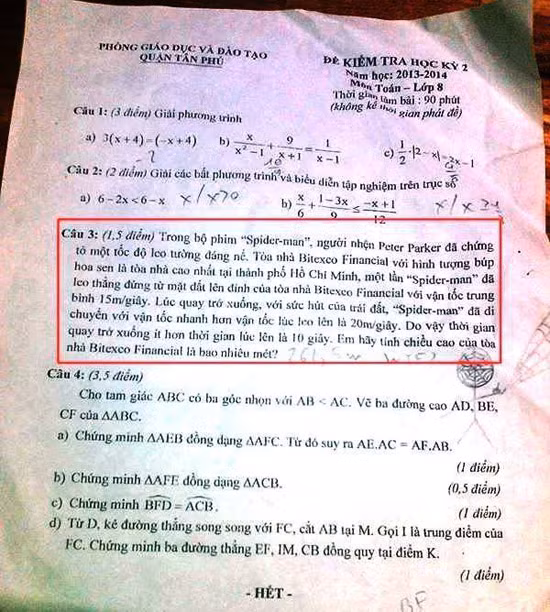 PHÒNG GIÁO DỤC VÀ ĐÀO TẠO
QUẬN TÂN PHÚ
ĐỀ KIỂM TRA HỌC KỲ 2
Năm học: 2013-2014
Môn Toán – Lớp 8
Thời gian làm bài : 90 phút
(không kể thời gian phát đề)
Câu 1: (3 điểm) Giải phương trình
a) 3(x + 4) = (-x + 4) b) x/(x² - 1) + 9/(x + 1) = 1/(x - 1) c) 1/2·|2 - x| = 2x - 1
Câu 2: (2 điểm) Giải các bất phương trình và biểu diễn tập nghiệm trên trục số
a) 6 - 2x < 6 - x x/x>0 b) x/6 + (1 - 3x)/9 ≤ (-x + 1)/12
Câu 3: (1,5 điểm) Trong bộ phim “Spider-man”, người nhện Peter Parker đã chứng
tỏ một tốc độ leo tường đáng nể. Tòa nhà Bitexco Financial với hình tượng búp
hoa sen là tòa nhà cao nhất tại thành phố Hồ Chí Minh, một lần “Spider-man” đã
leo thẳng đứng từ mặt đất lên đỉnh của tòa nhà Bitexco Financial với vận tốc trung
bình 15m/giây. Lúc quay trở xuống, với sức hút của trái đất, “Spider-man” đã di
chuyển với vận tốc nhanh hơn vận tốc lúc leo lên là 20m/giây. Do vậy thời gian
quay trở xuống ít hơn thời gian lúc lên là 10 giây. Em hãy tính chiều cao của tòa
nhà Bitexco Financial là bao nhiêu mét?
Câu 4: (3,5 điểm)
Cho tam giác ABC có ba góc nhọn với AB < AC. Vẽ ba đường cao AD, BE,
CF của ΔABC.
a) Chứng minh ΔAEB đồng dạng ΔAFC. Từ đó suy ra AE.AC = AF.AB.
(1 điểm)
b) Chứng minh ΔAFE đồng dạng ΔACB. (0,5 điểm)
c) Chứng minh BFD = ACB. (1 điểm)
d) Từ D, kẻ đường thẳng song song với FC, cắt AB tại M. Gọi I là trung điểm của
FC. Chứng minh ba đường thẳng EF, IM, CB đồng quy tại điểm K.
(1 điểm)
- HẾT -
BF